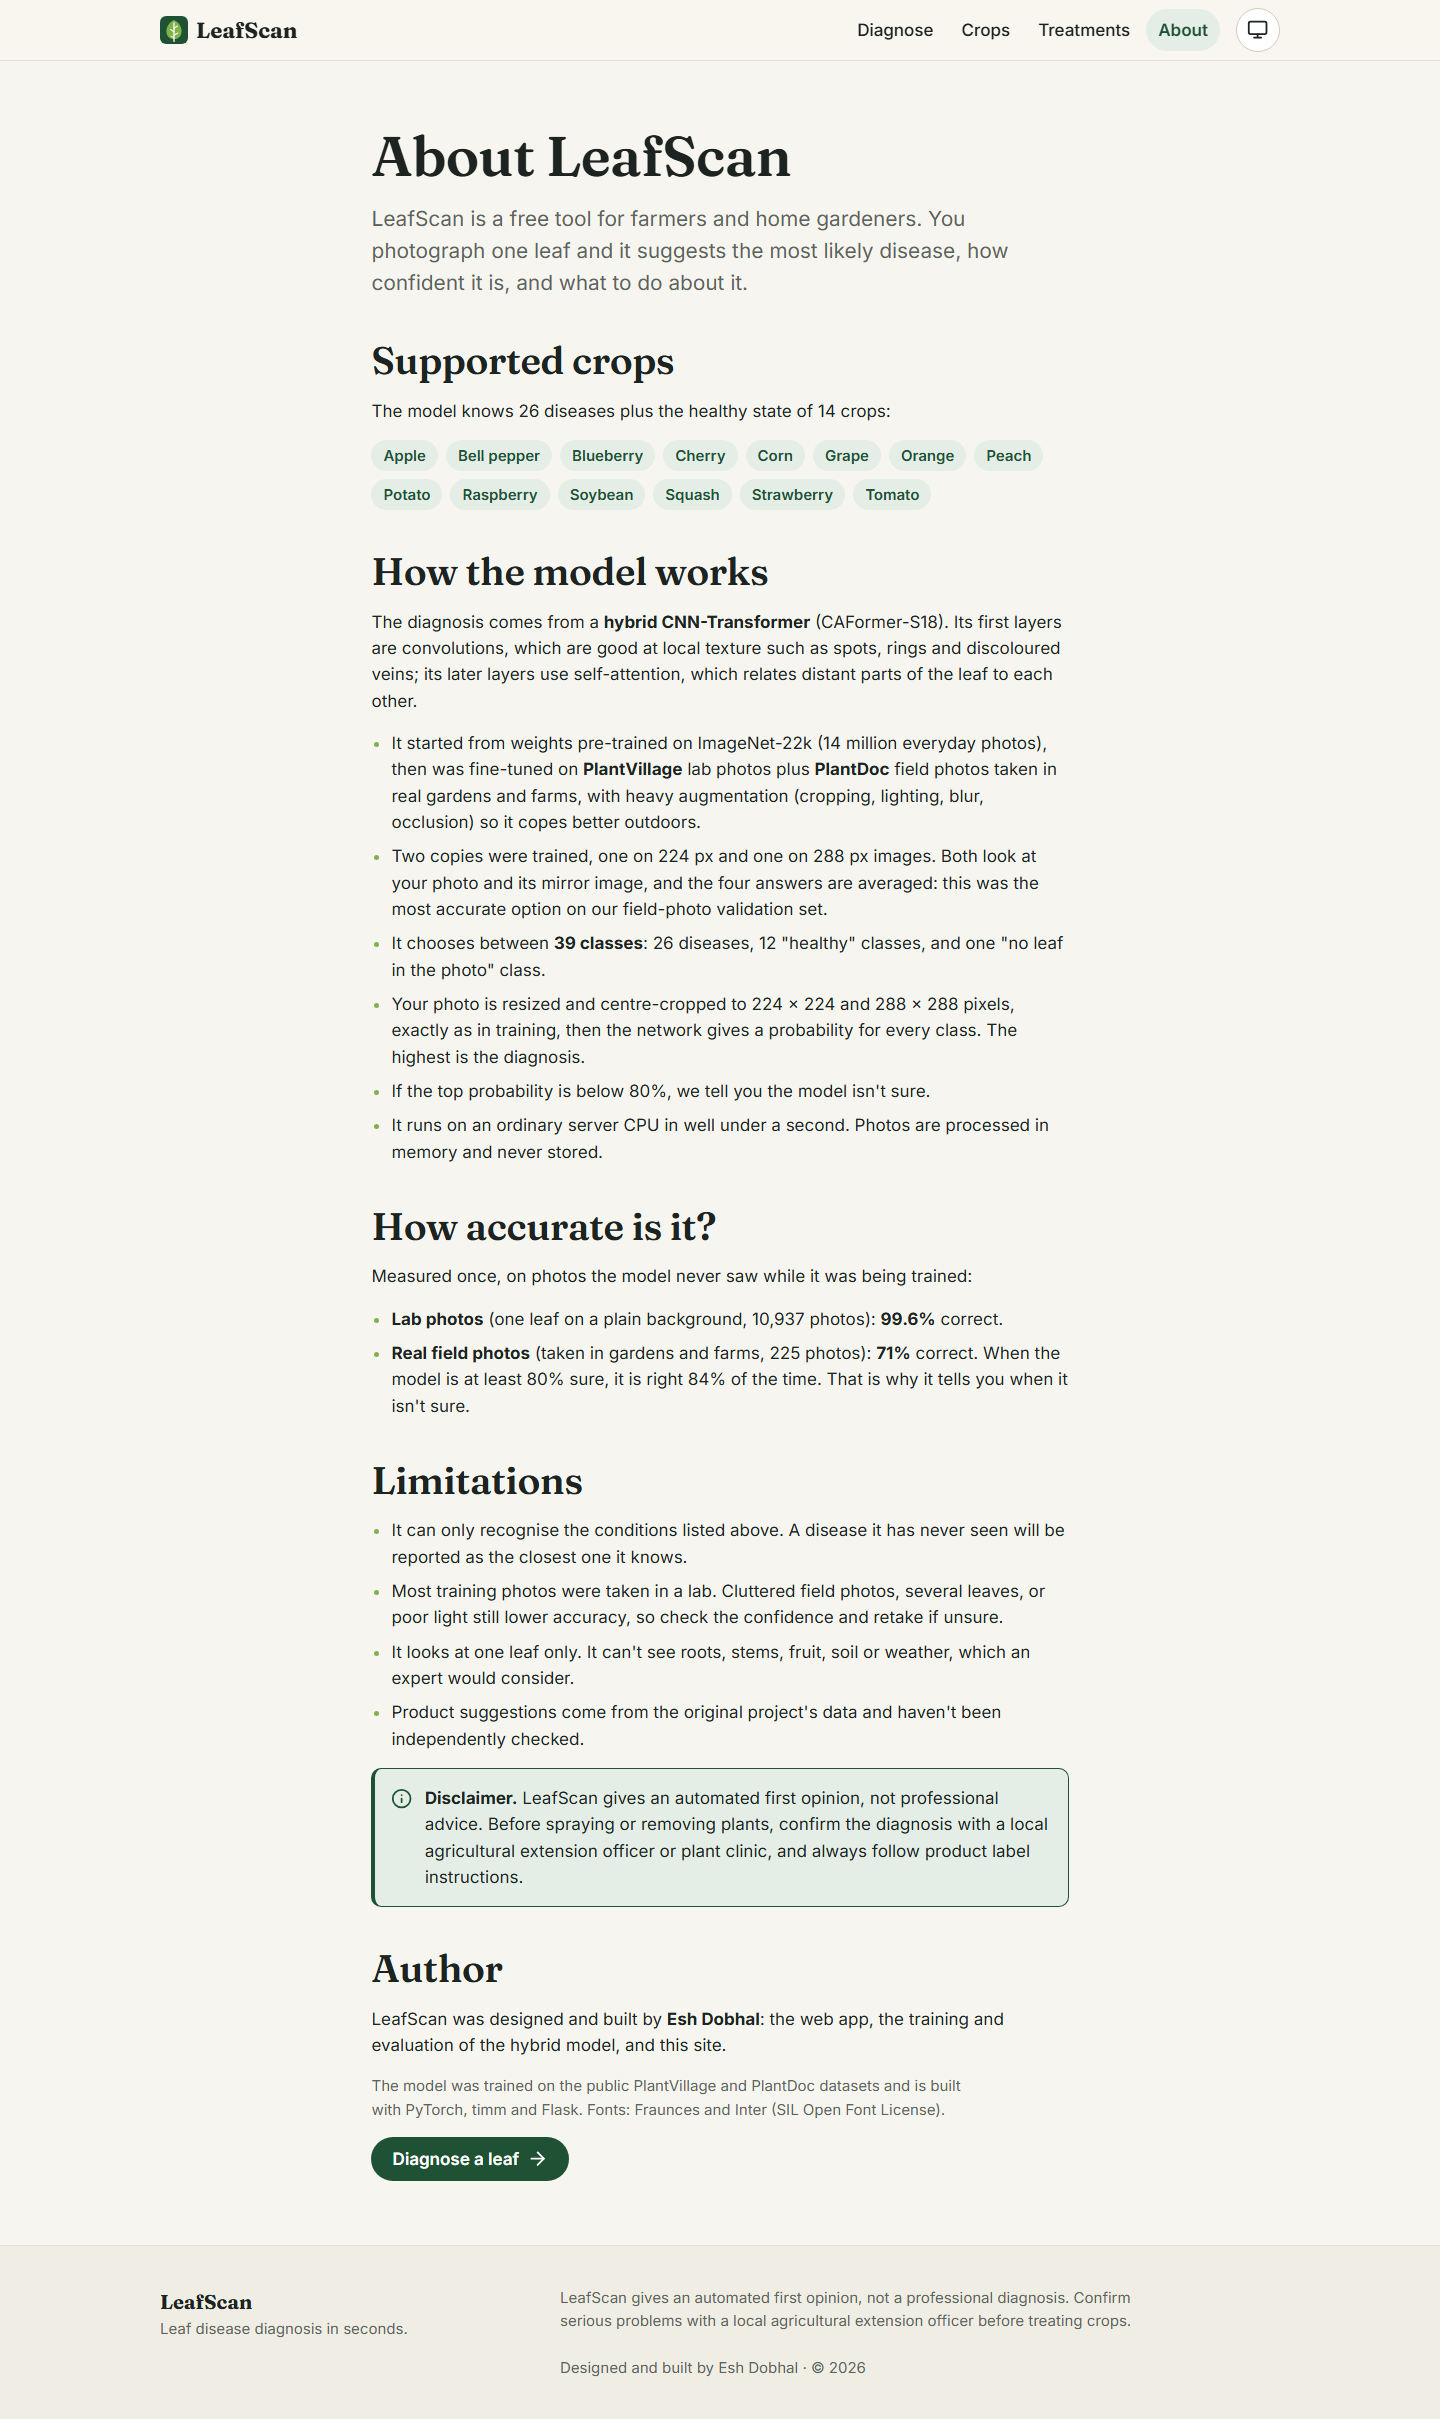 LeafScan
Diagnose Crops Treatments About
About LeafScan
LeafScan is a free tool for farmers and home gardeners. You
photograph one leaf and it suggests the most likely disease, how
confident it is, and what to do about it.
Supported crops
The model knows 26 diseases plus the healthy state of 14 crops:
Apple Bell pepper Blueberry Cherry Corn Grape Orange Peach
Potato Raspberry Soybean Squash Strawberry Tomato
How the model works
The diagnosis comes from a hybrid CNN-Transformer (CAFormer-S18). Its first layers
are convolutions, which are good at local texture such as spots, rings and discoloured
veins; its later layers use self-attention, which relates distant parts of the leaf to each
other.
• It started from weights pre-trained on ImageNet-22k (14 million everyday photos),
then was fine-tuned on PlantVillage lab photos plus PlantDoc field photos taken in
real gardens and farms, with heavy augmentation (cropping, lighting, blur,
occlusion) so it copes better outdoors.
• Two copies were trained, one on 224 px and one on 288 px images. Both look at
your photo and its mirror image, and the four answers are averaged: this was the
most accurate option on our field-photo validation set.
• It chooses between 39 classes: 26 diseases, 12 "healthy" classes, and one "no leaf
in the photo" class.
• Your photo is resized and centre-cropped to 224 × 224 and 288 × 288 pixels,
exactly as in training, then the network gives a probability for every class. The
highest is the diagnosis.
• If the top probability is below 80%, we tell you the model isn't sure.
• It runs on an ordinary server CPU in well under a second. Photos are processed in
memory and never stored.
How accurate is it?
Measured once, on photos the model never saw while it was being trained:
• Lab photos (one leaf on a plain background, 10,937 photos): 99.6% correct.
• Real field photos (taken in gardens and farms, 225 photos): 71% correct. When the
model is at least 80% sure, it is right 84% of the time. That is why it tells you when it
isn't sure.
Limitations
• It can only recognise the conditions listed above. A disease it has never seen will be
reported as the closest one it knows.
• Most training photos were taken in a lab. Cluttered field photos, several leaves, or
poor light still lower accuracy, so check the confidence and retake if unsure.
• It looks at one leaf only. It can't see roots, stems, fruit, soil or weather, which an
expert would consider.
• Product suggestions come from the original project's data and haven't been
independently checked.
Disclaimer. LeafScan gives an automated first opinion, not professional
advice. Before spraying or removing plants, confirm the diagnosis with a local
agricultural extension officer or plant clinic, and always follow product label
instructions.
Author
LeafScan was designed and built by Esh Dobhal: the web app, the training and
evaluation of the hybrid model, and this site.
The model was trained on the public PlantVillage and PlantDoc datasets and is built
with PyTorch, timm and Flask. Fonts: Fraunces and Inter (SIL Open Font License).
Diagnose a leaf →
LeafScan
Leaf disease diagnosis in seconds.
LeafScan gives an automated first opinion, not a professional diagnosis. Confirm
serious problems with a local agricultural extension officer before treating crops.
Designed and built by Esh Dobhal · © 2026